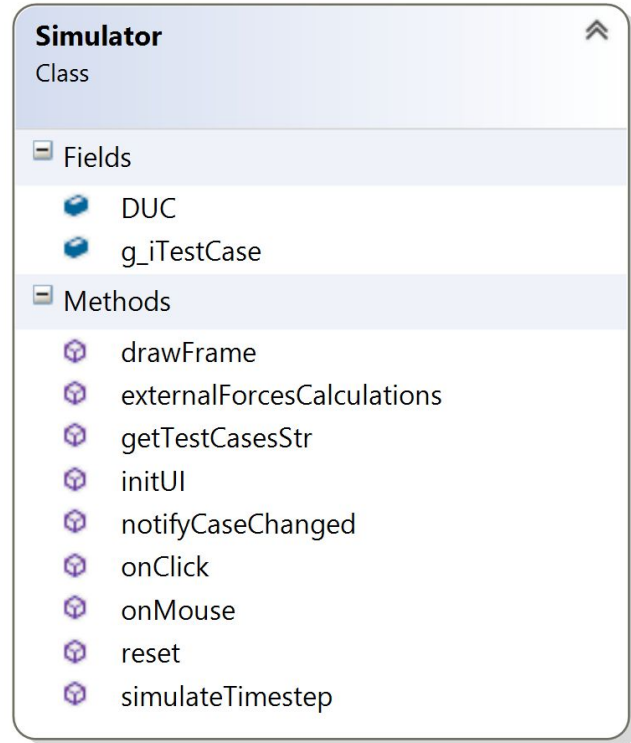 Simulator
Class
Fields
DUC
g_iTestCase
Methods
drawFrame
externalForcesCalculations
getTestCasesStr
initUI
notifyCaseChanged
onClick
onMouse
reset
simulateTimestep